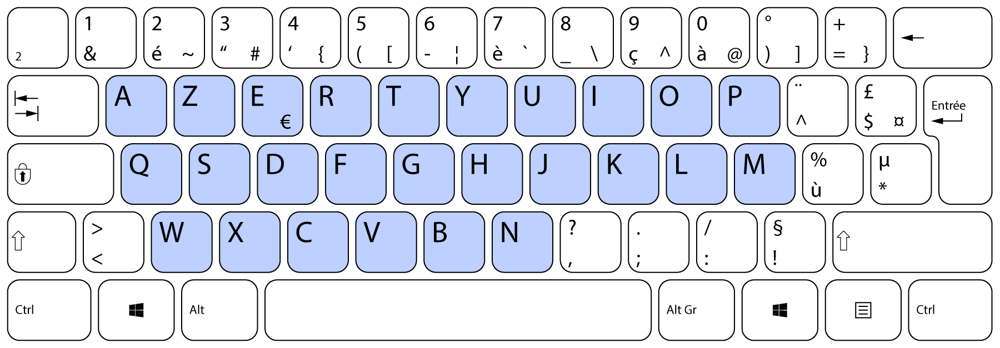 1 2 3 4 5 6 7 8 9 0 ° +
2 & é ~ “ # ‘ { ( [ - ¦ è ` _ \ ç ^ à @ ) ] = }
A Z E R T Y U I O P ¨ £
Entrée
€ ^ $ ¤
Q S D F G H J K L M % µ
ù *
> W X C V B N ? . / §
< , ; : !
Ctrl Alt Alt Gr Ctrl